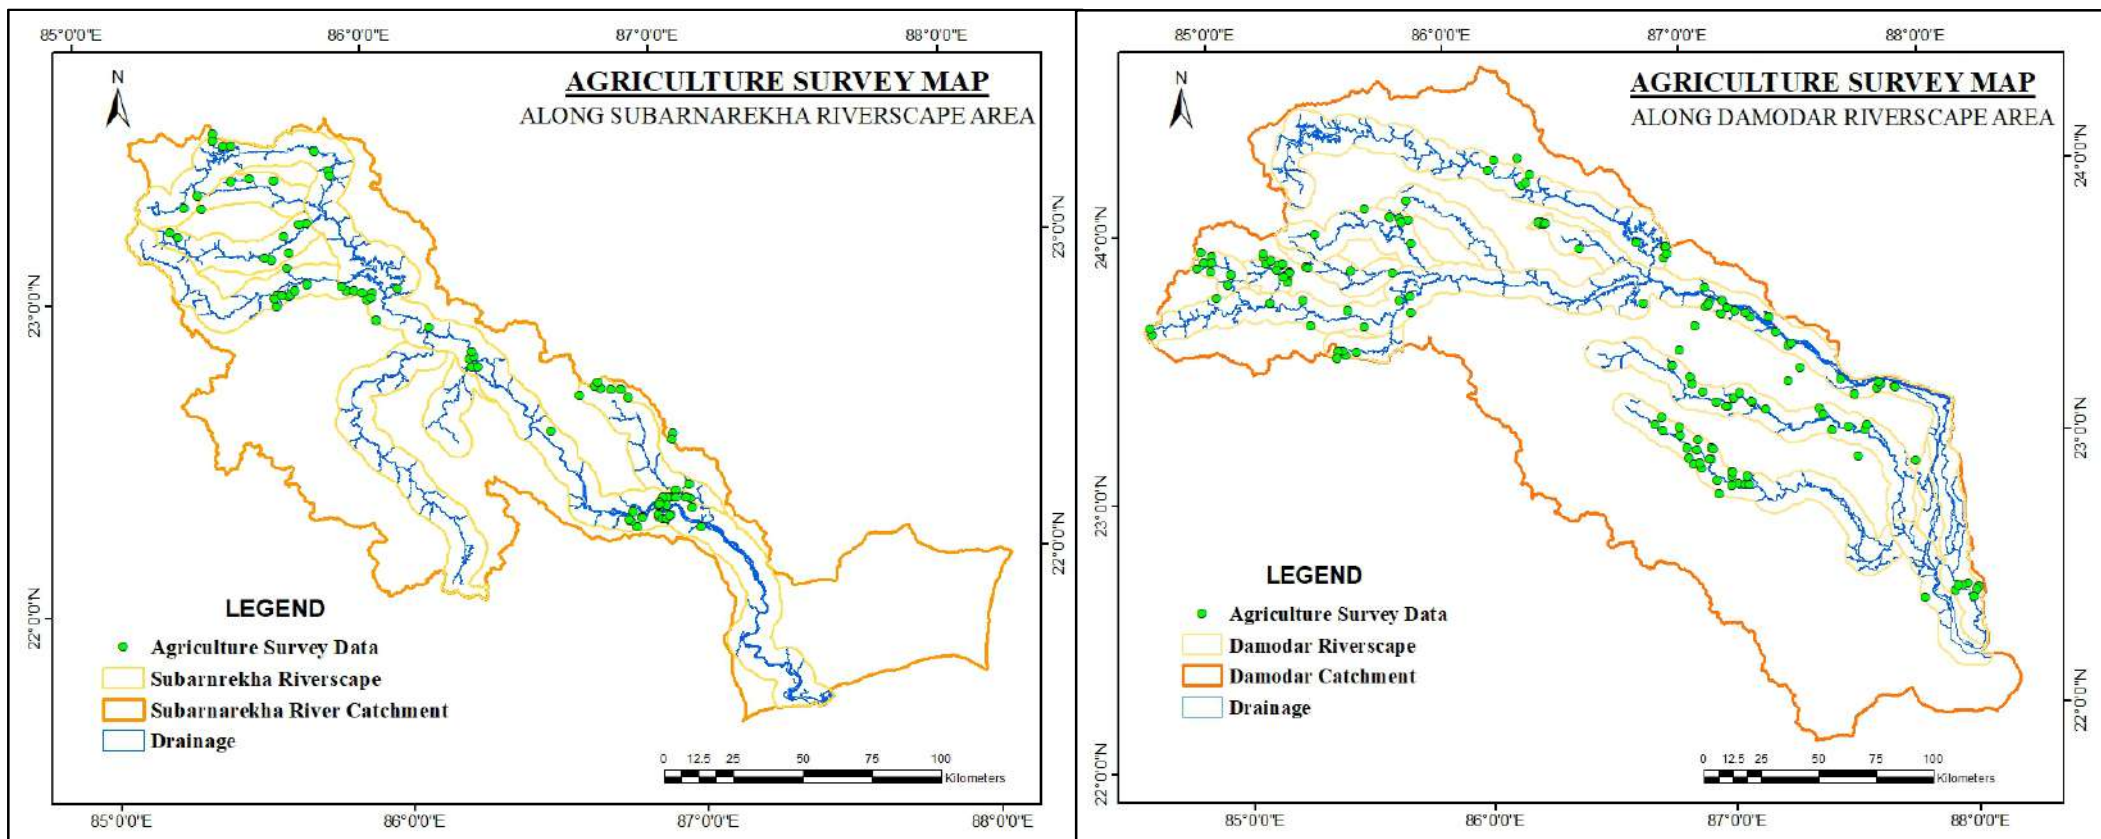 85°0'0"E 86°0'0"E 87°0'0"E 88°0'0"E
N
AGRICULTURE SURVEY MAP
ALONG SUBARNAREKHA RIVERSCAPE AREA
23°0'0"N
22°0'0"N
23°0'0"N
22°0'0"N
LEGEND
Agriculture Survey Data
Subarnrekha Riverscape
Subarnarekha River Catchment
Drainage
0 12.5 25 50 75 100
Kilometers
85°0'0"E 86°0'0"E 87°0'0"E 88°0'0"E
85°0'0"E 86°0'0"E 87°0'0"E 88°0'0"E
N
AGRICULTURE SURVEY MAP
ALONG DAMODAR RIVERSCAPE AREA
24°0'0"N
23°0'0"N
22°0'0"N
24°0'0"N
23°0'0"N
22°0'0"N
LEGEND
Agriculture Survey Data
Damodar Riverscape
Damodar Catchment
Drainage
0 12.5 25 50 75 100
Kilometers
85°0'0"E 86°0'0"E 87°0'0"E 88°0'0"E